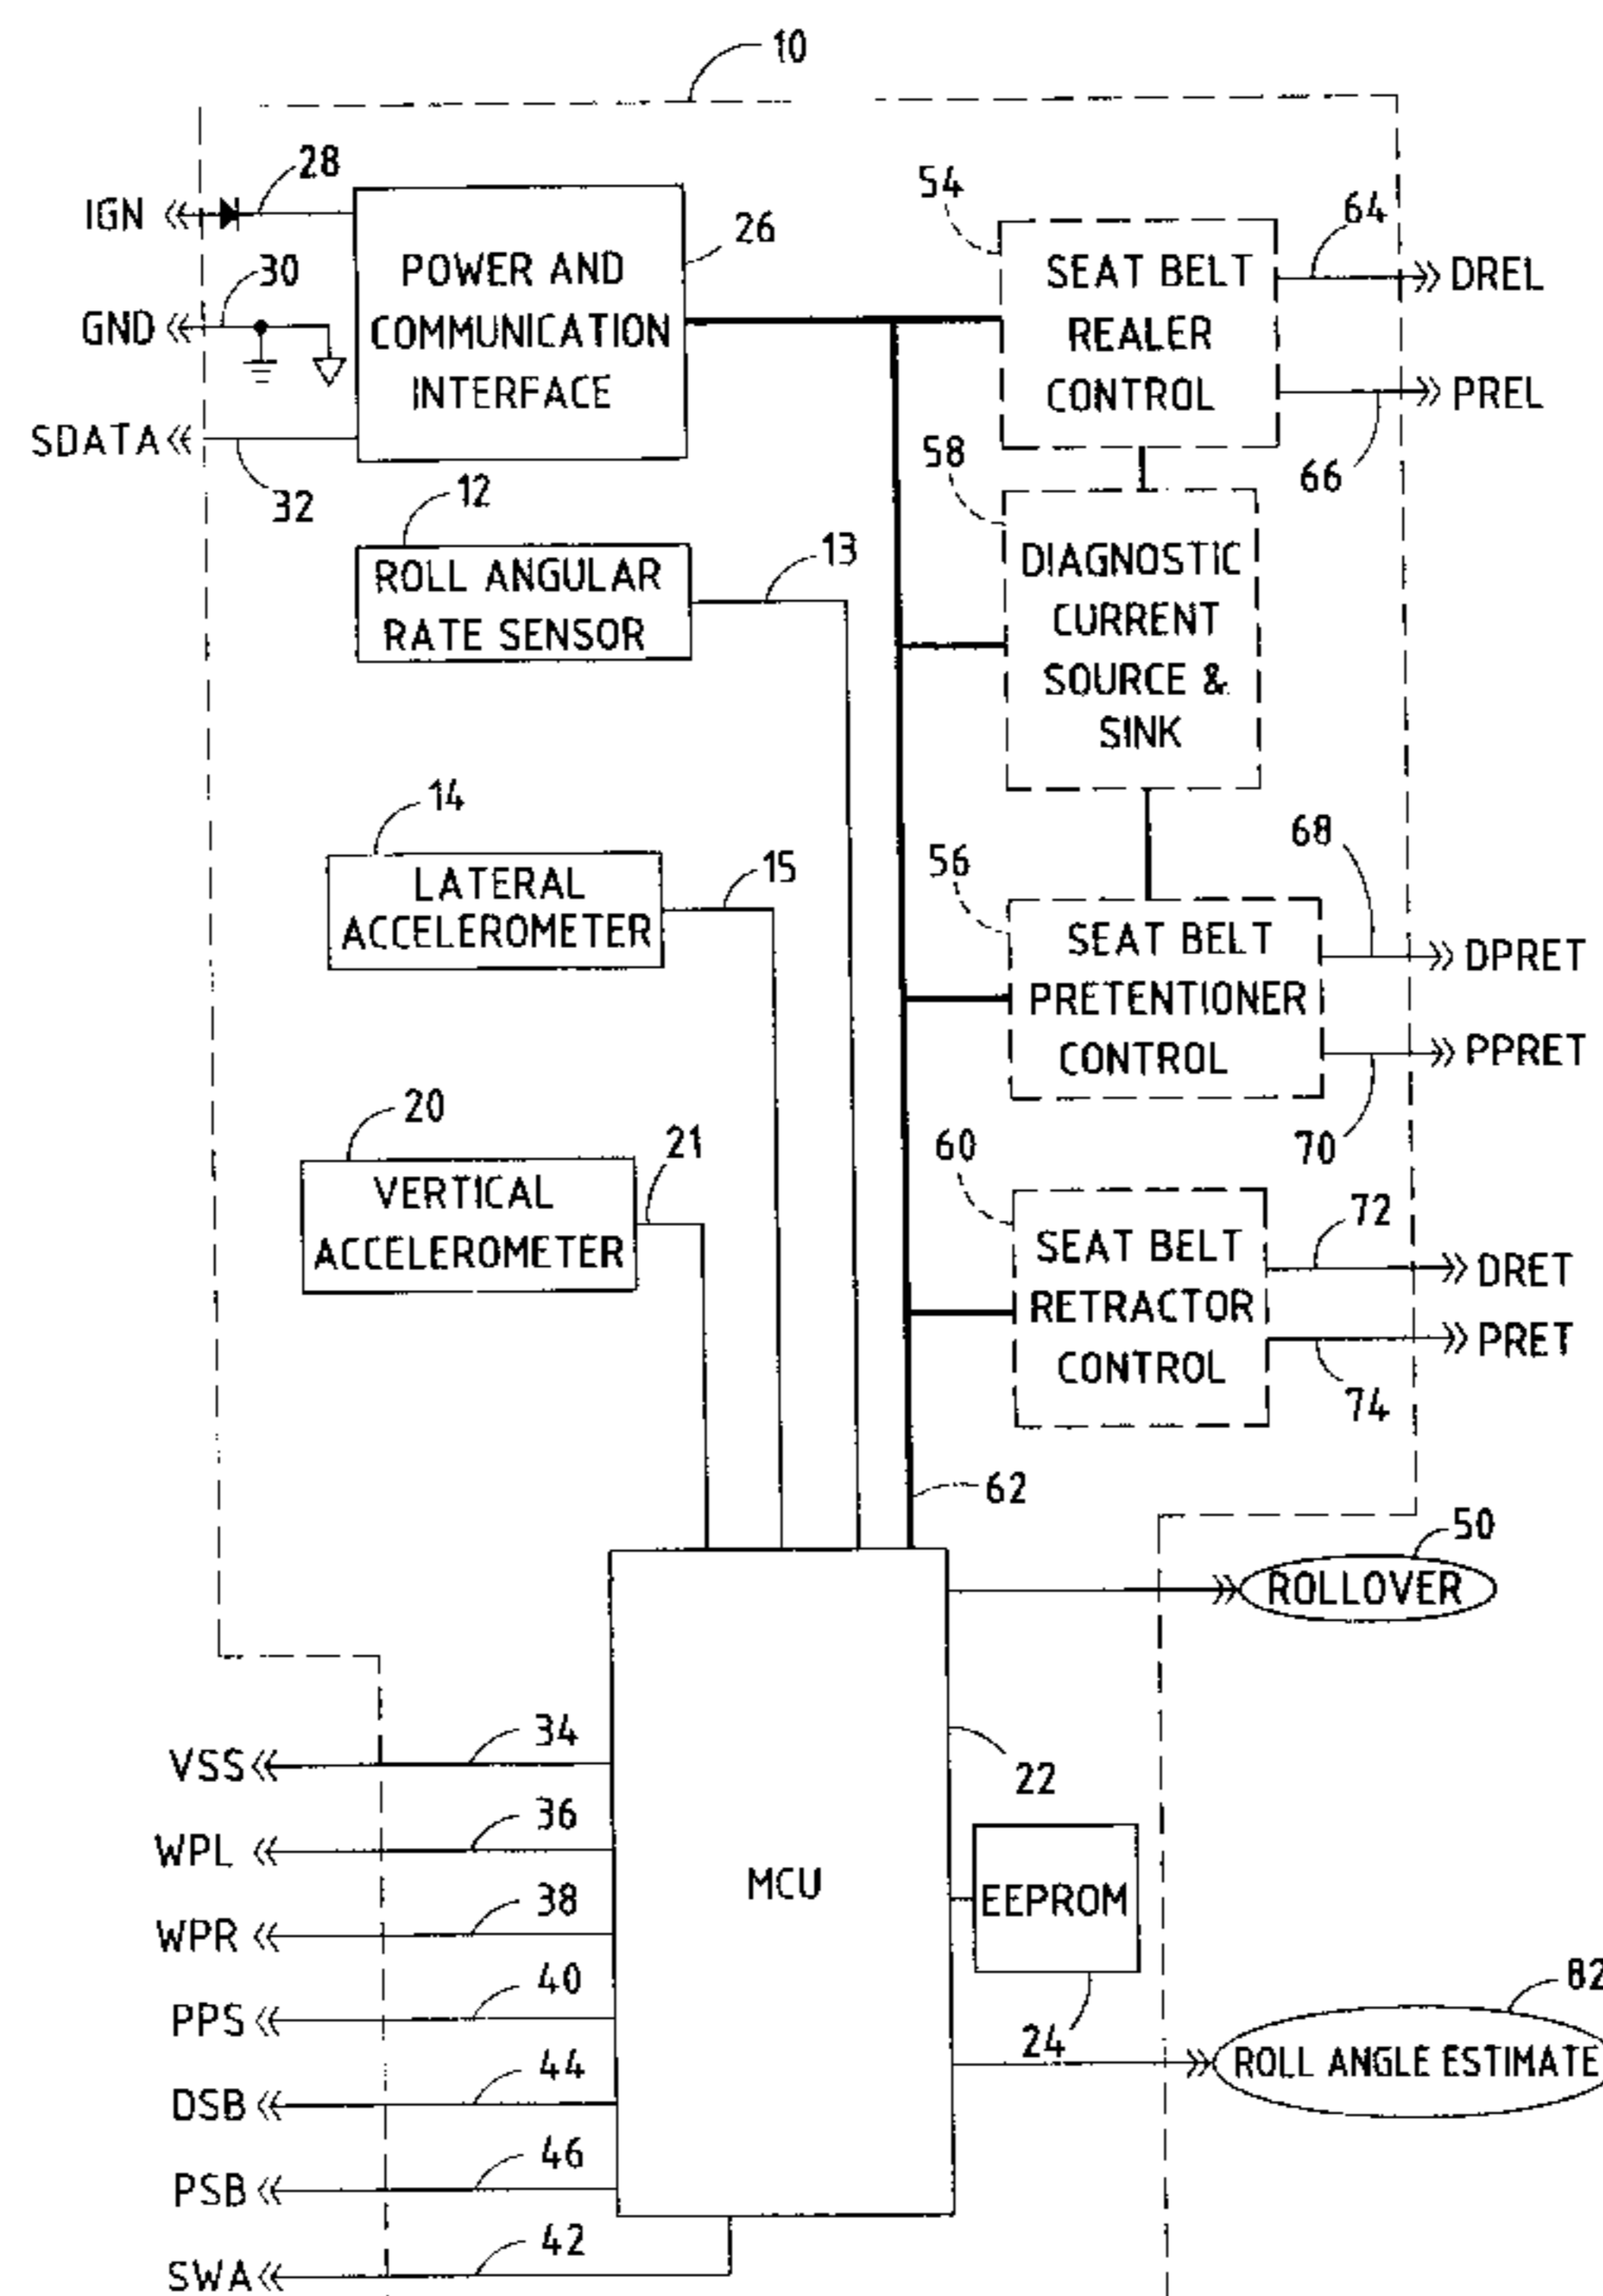 10
IGN
28
GND
30
SDATA
32
POWER AND
COMMUNICATION
INTERFACE
26
54
SEAT BELT
REALER
CONTROL
64
DREL
PREL
66
12
ROLL ANGULAR
RATE SENSOR
13
58
DIAGNOSTIC
CURRENT
SOURCE &
SINK
14
LATERAL
ACCELEROMETER
15
56
SEAT BELT
PRETENTIONER
CONTROL
68
DPRET
PPRET
70
20
VERTICAL
ACCELEROMETER
21
60
SEAT BELT
RETRACTOR
CONTROL
72
DRET
PRET
74
62
50
ROLLOVER
VSS
34
WPL
36
WPR
38
PPS
40
DSB
44
PSB
46
SWA
42
MCU
22
EEPROM
24
82
ROLL ANGLE ESTIMATE